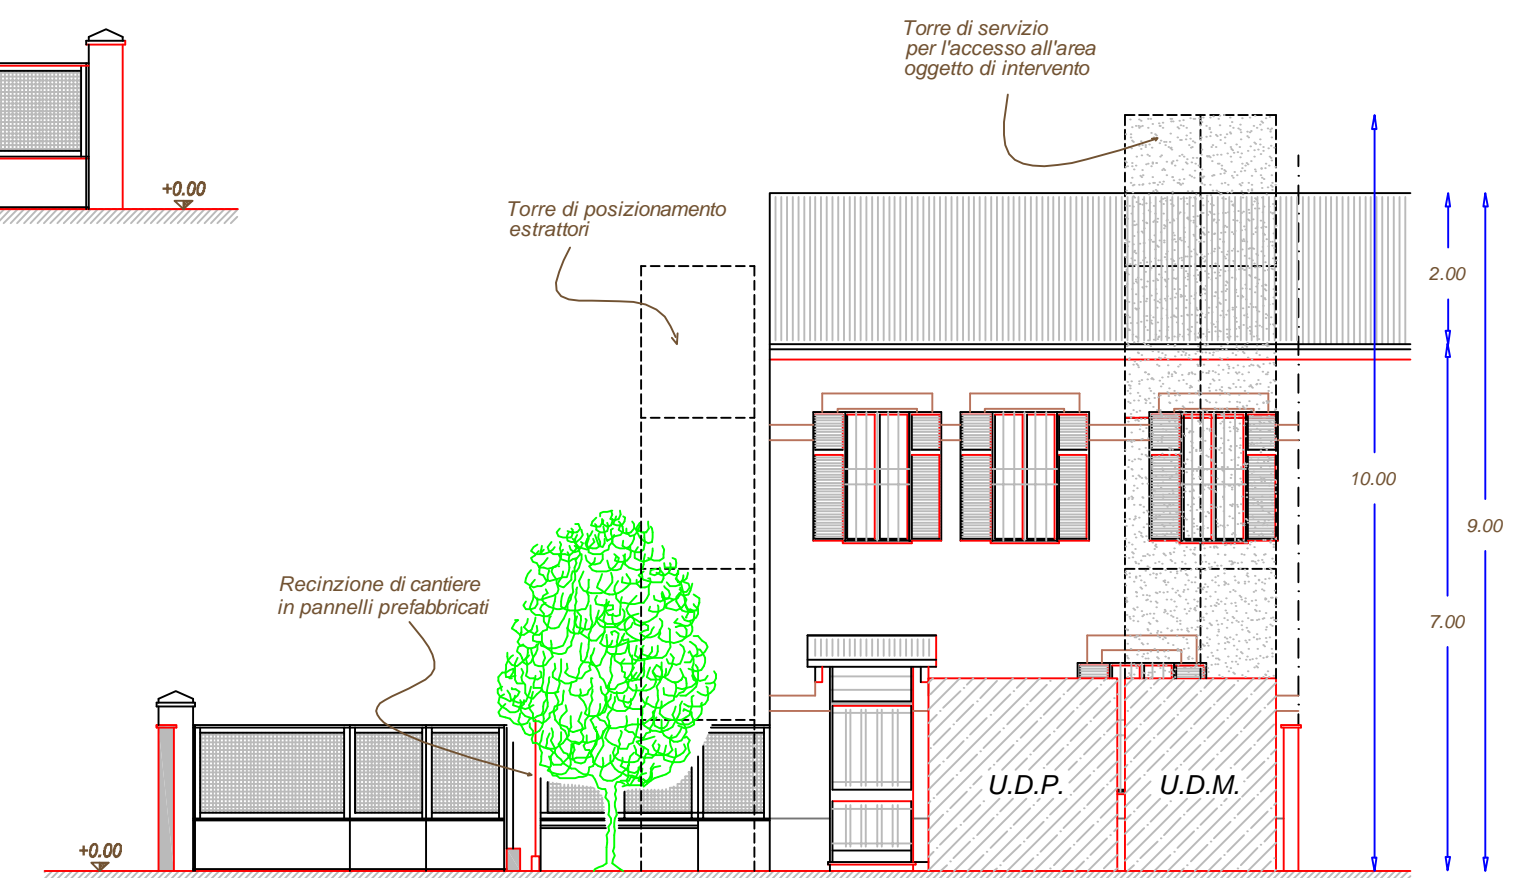 Torre di servizio
per l'accesso all'area
oggetto di intervento
+0.00
Torre di posizionamento
estrattori
2.00
10.00
9.00
Recinzione di cantiere
in pannelli prefabbricati
7.00
U.D.P.
U.D.M.
+0.00